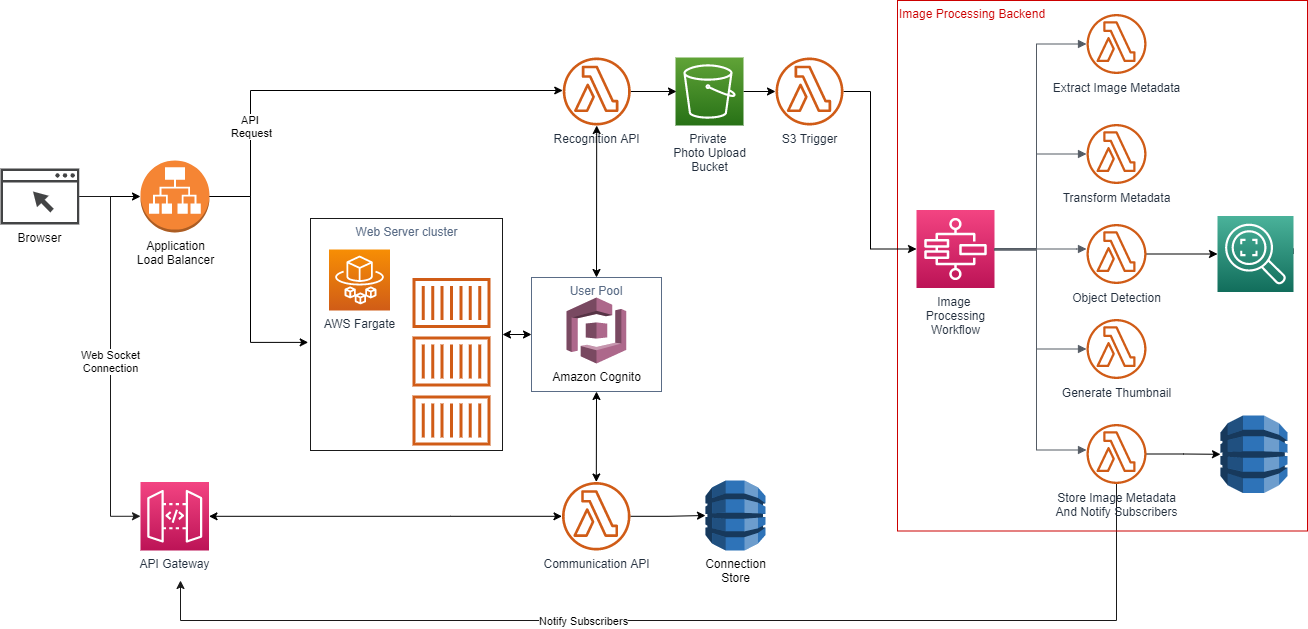 Image Processing Backend
Extract Image Metadata
API
Request
Recognition API
Private
Photo Upload
Bucket
S3 Trigger
Transform Metadata
Browser
Application
Load Balancer
Web Server cluster
AWS Fargate
User Pool
Amazon Cognito
Image
Processing
Workflow
Object Detection
Web Socket
Connection
Generate Thumbnail
Store Image Metadata
And Notify Subscribers
</>
API Gateway
Communication API
Connection
Store
Notify Subscribers